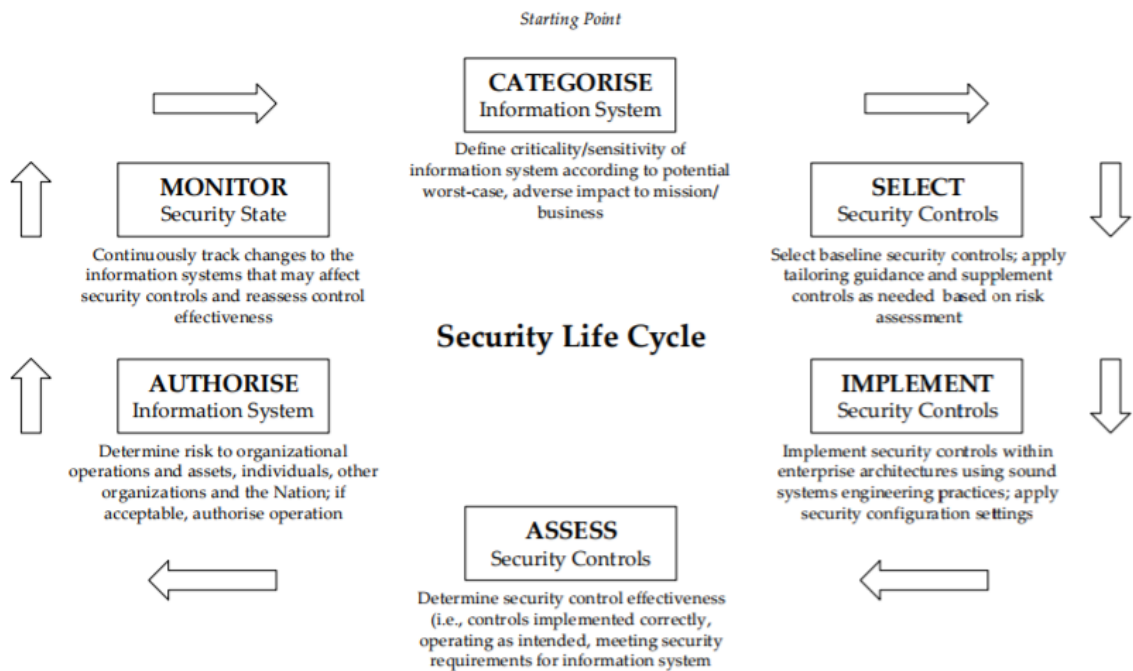 Starting Point
CATEGORISE
Information System
Define criticality/sensitivity of
information system according to potential
worst-case, adverse impact to mission/
business
MONITOR
Security State
Continuously track changes to the
information systems that may affect
security controls and reassess control
effectiveness
SELECT
Security Controls
Select baseline security controls; apply
tailoring guidance and supplement
controls as needed based on risk
assessment
Security Life Cycle
AUTHORISE
Information System
Determine risk to organizational
operations and assets, individuals, other
organizations and the Nation; if
acceptable, authorise operation
IMPLEMENT
Security Controls
Implement security controls within
enterprise architectures using sound
systems engineering practices; apply
security configuration settings
ASSESS
Security Controls
Determine security control effectiveness
(i.e., controls implemented correctly,
operating as intended, meeting security
requirements for information system